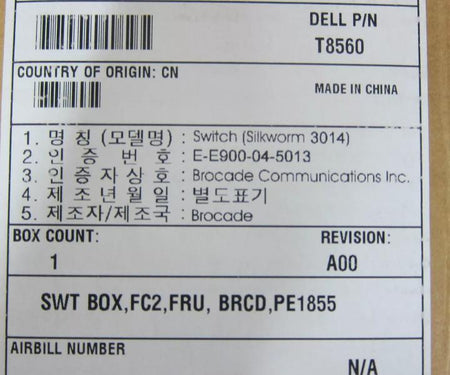 DELL P/N
T8560
COUNTRY OF ORIGIN: CN
MADE IN CHINA
1. 명 칭 (모델명) : Switch (Silkworm 3014)
2. 인 증 번 호 : E-E900-04-5013
3. 인 증 자 상 호 : Brocade Communications Inc.
4. 제 조 년 월 일 : 별 도 표 기
5. 제조자/제조국 : Brocade
BOX COUNT: REVISION:
1 A00
SWT BOX,FC2,FRU, BRCD,PE1855
AIRBILL NUMBER
N/A